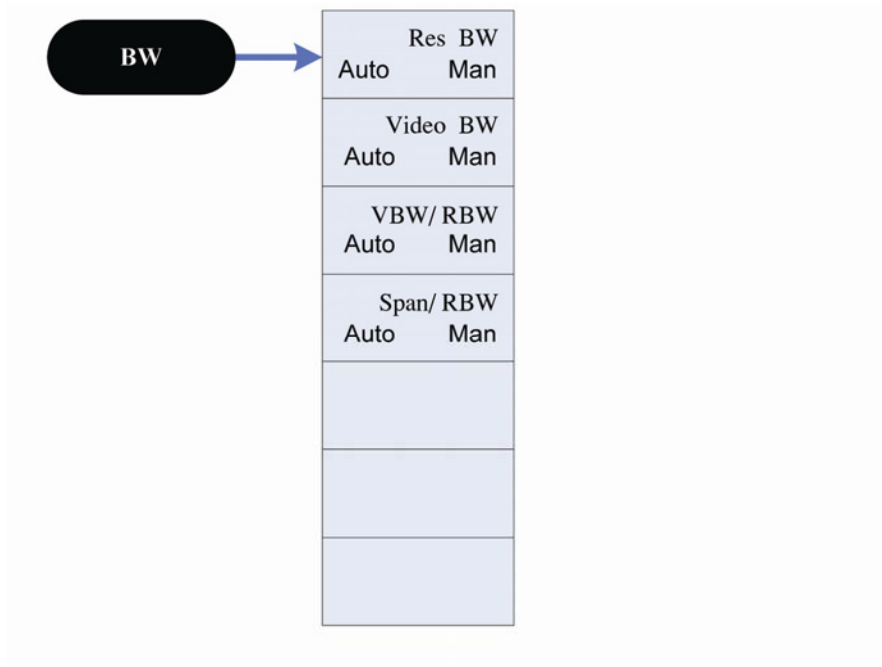 BW
Res BW
Auto Man
Video BW
Auto Man
VBW/ RBW
Auto Man
Span/ RBW
Auto Man